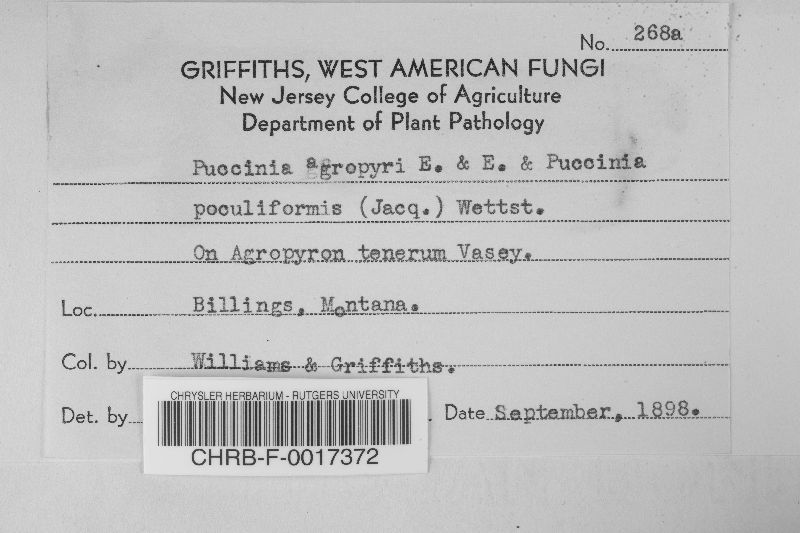 No. 268a
GRIFFITHS, WEST AMERICAN FUNGI
New Jersey College of Agriculture
Department of Plant Pathology
Puccinia agropyri E. & E. & Puccinia
poculiformis (Jacq.) Wettst.
On Agropyron tenerum Vasey.
Loc. Billings, Montana.
Col. by Williams & Griffiths.
Det. by . Date September, 1898.
CHRYSLER HERBARIUM - RUTGERS UNIVERSITY
CHRB-F-0017372